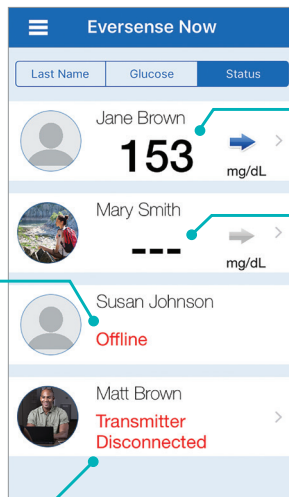 Eversense Now
Last Name Glucose Status
Jane Brown
153
mg/dL
Mary Smith
---
mg/dL
Susan Johnson
Offline
Matt Brown
Transmitter
Disconnected